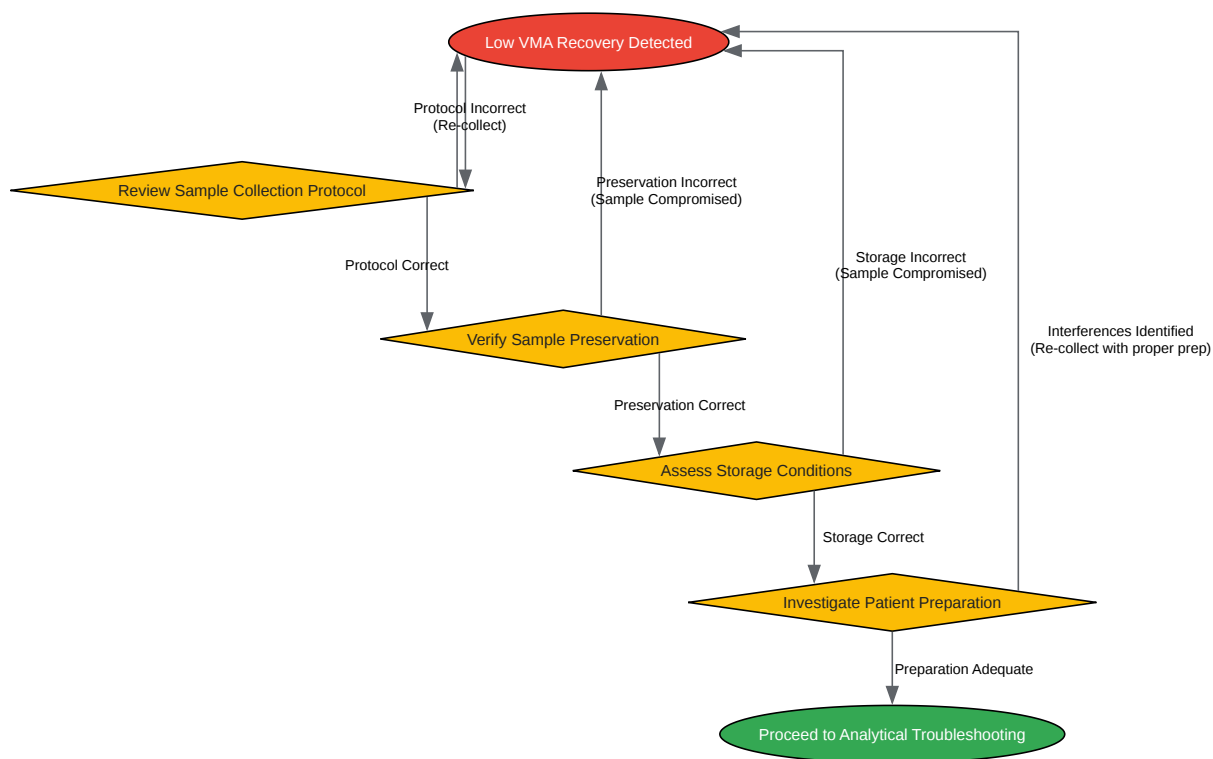 Low VMA Recovery Detected
Protocol Incorrect
(Re-collect)
Review Sample Collection Protocol
Preservation Incorrect
(Sample Compromised)
Protocol Correct
Storage Incorrect
(Sample Compromised)
Verify Sample Preservation
Interferences Identified
(Re-collect with proper prep)
Preservation Correct
Assess Storage Conditions
Storage Correct
Investigate Patient Preparation
Preparation Adequate
Proceed to Analytical Troubleshooting